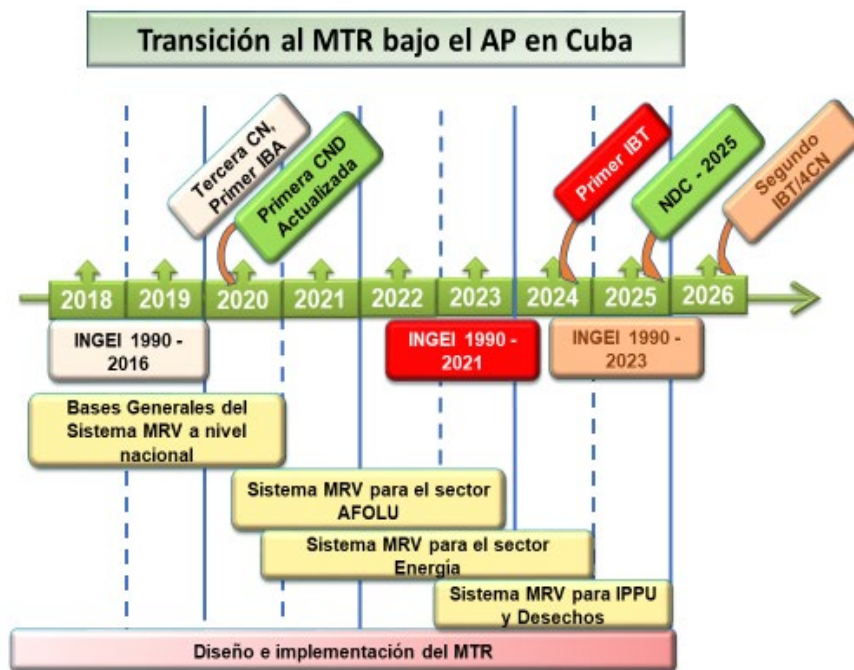 Transición al MTR bajo el AP en Cuba
Tercera CN,
Primer IBA
Primera CND
Actualizada
Primer IBT
NDC - 2025
Segundo
IBT/4CN
2018
2019
2020
2021
2022
2023
2024
2025
2026
INGEI 1990 -
2016
INGEI 1990 -
2021
INGEI 1990 -
2023
Bases Generales del
Sistema MRV a nivel
nacional
Sistema MRV para el sector
AFOLU
Sistema MRV para el sector
Energía
Sistema MRV para IPPU
y Desechos
Diseño e implementación del MTR